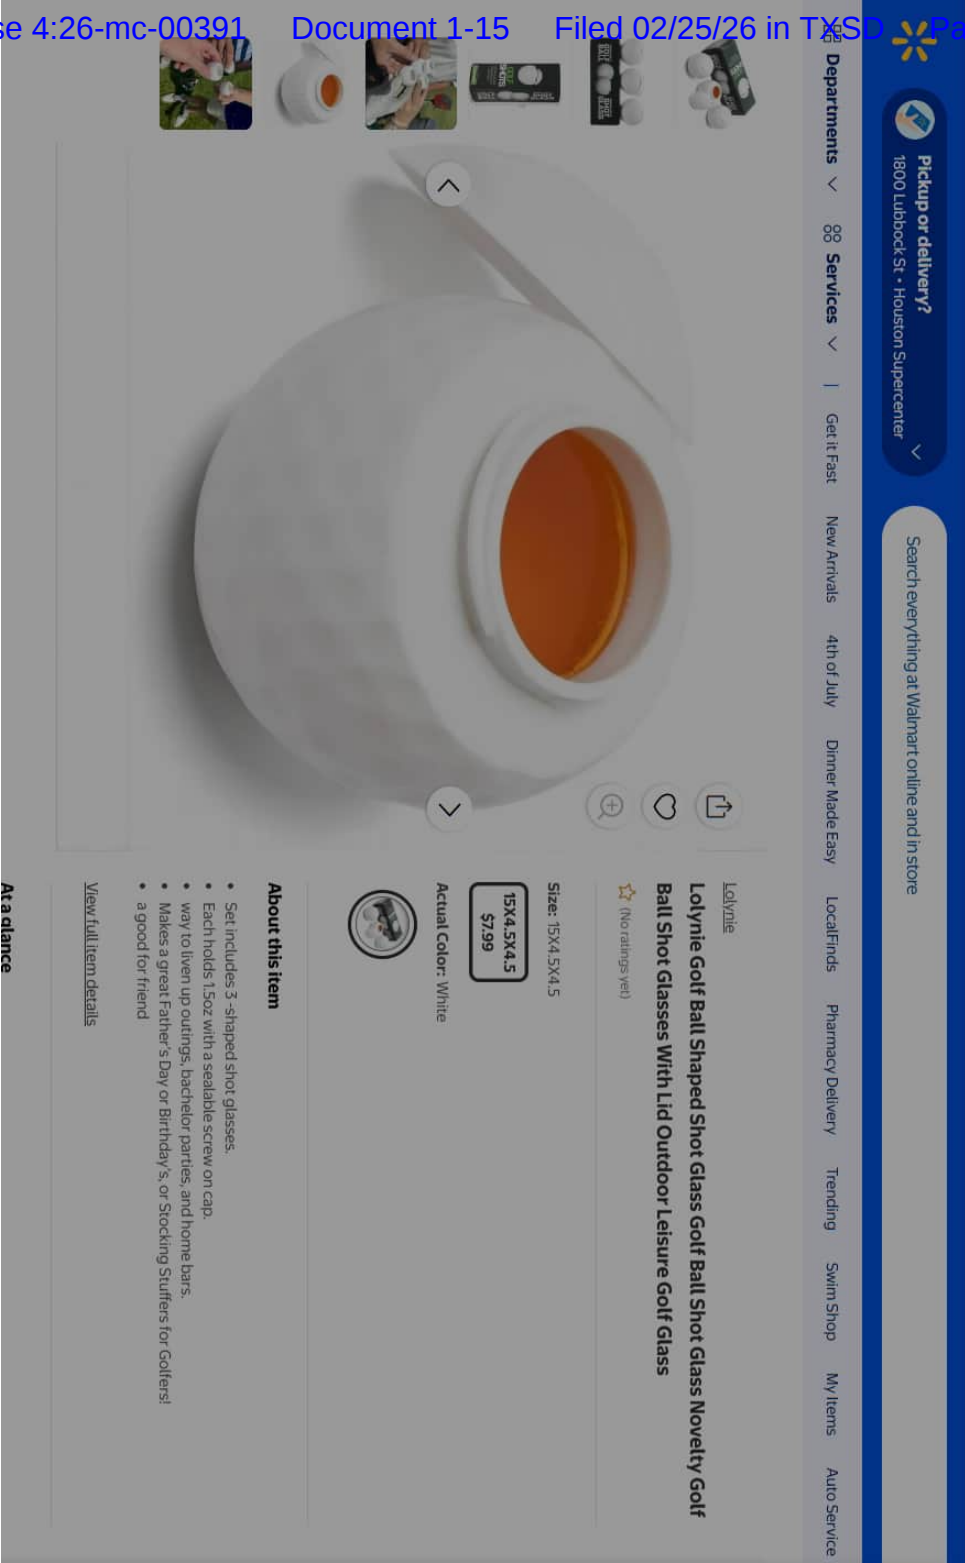 se 4:26-mc-00391 Document 1-15 Filed 02/25/26 in TXSD Pa
Pickup or delivery?
1800 Lubbock St • Houston Supercenter
Search everything at Walmart online and in store
Departments
Services
Get it Fast
New Arrivals
4th of July
Dinner Made Easy
LocalFinds
Pharmacy Delivery
Trending
Swim Shop
My Items
Auto Service
GOLF
SHOTS
Lolynie
Lolynie Golf Ball Shaped Shot Glass Golf Ball Shot Glass Novelty Golf
Ball Shot Glasses With Lid Outdoor Leisure Golf Glass
(No ratings yet)
Size: 15X4.5X4.5
15X4.5X4.5
$7.99
Actual Color: White
About this item
• Set includes 3 -shaped shot glasses.
• Each holds 1.5oz with a sealable screw on cap.
• way to liven up outings, bachelor parties, and home bars.
• Makes a great Father's Day or Birthday's, or Stocking Stuffers for Golfers!
• a good for friend
View full item details
At a glance